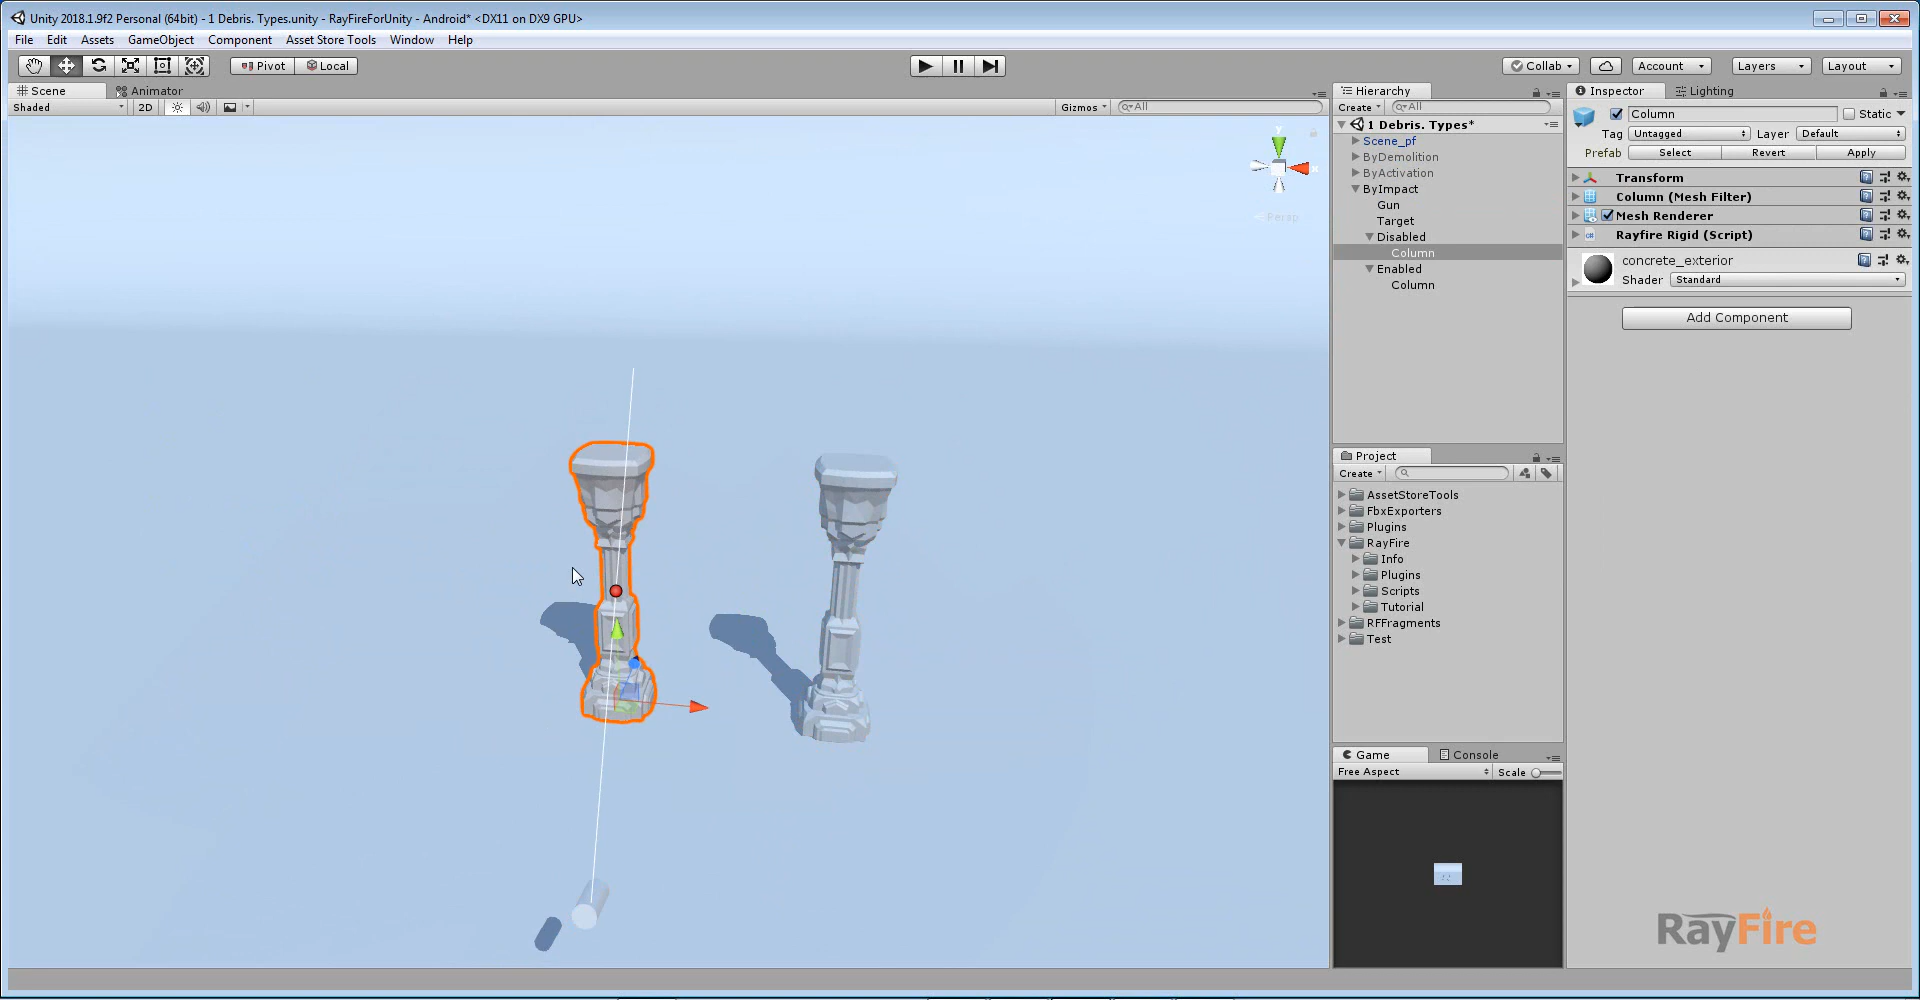 Unity 2018.1.9f2 Personal (64bit) - 1 Debris. Types.unity - RayFireForUnity - Android* <DX11 on DX9 GPU>
File Edit Assets GameObject Component Asset Store Tools Window Help
Pivot Local Collab Account Layers Layout
Scene Animator
Shaded 2D Gizmos All
y
x
Persp
Hierarchy
Create All
1 Debris. Types*
Scene_pf
ByDemolition
ByActivation
ByImpact
Gun
Target
Disabled
Column
Enabled
Column
Project
Create
AssetStoreTools
FbxExporters
Plugins
RayFire
Info
Plugins
Scripts
Tutorial
RFFragments
Test
Game Console
Free Aspect Scale
Inspector Lighting
Column Static
Tag Untagged Layer Default
Prefab Select Revert Apply
Transform
Column (Mesh Filter)
Mesh Renderer
Rayfire Rigid (Script)
concrete_exterior
Shader Standard
Add Component
RayFire